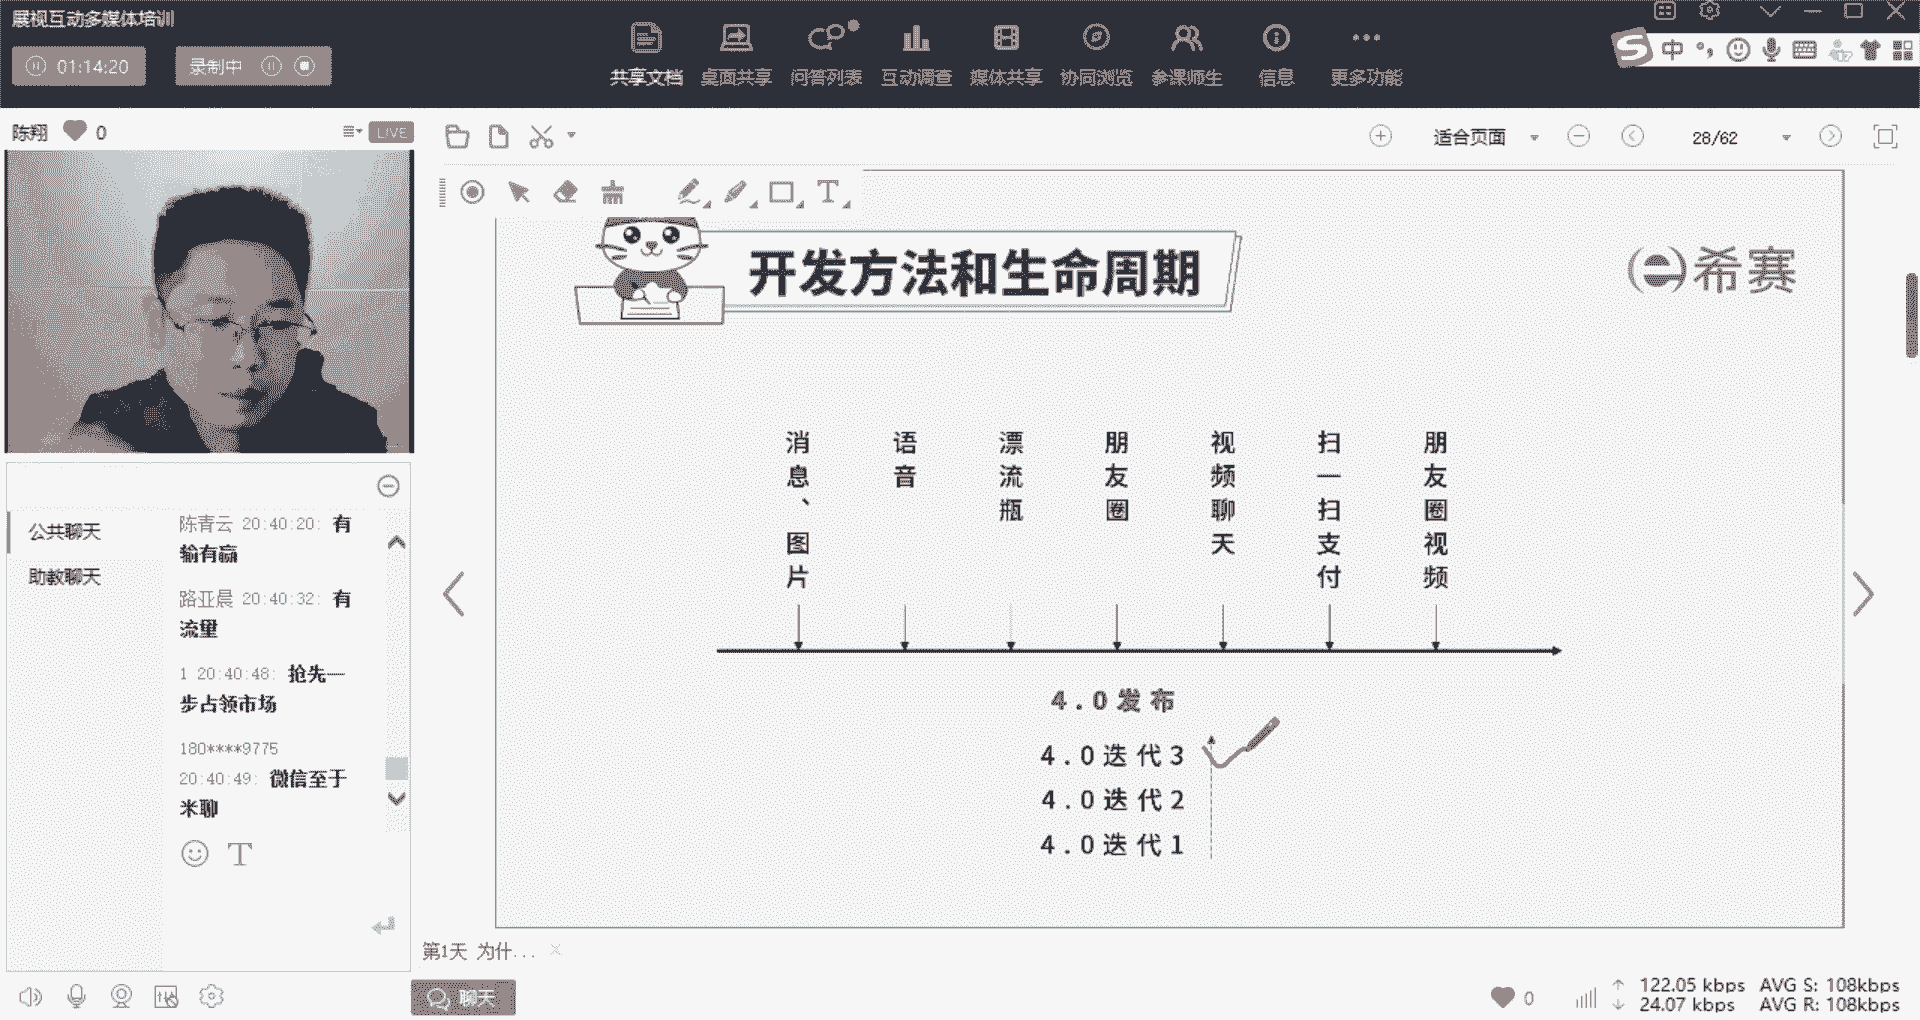 展视互动多媒体培训
01:14:20
录制中
共享文档
桌面共享
问答列表
互动调查
媒体共享
协同浏览
参课师生
信息
更多功能
中
陈翔 0
LIVE
适合页面
28/62
开发方法和生命周期
希赛
消息、图片
语音
漂流瓶
朋友圈
视频聊天
扫一扫支付
朋友圈视频
4.0发布
4.0迭代3
4.0迭代2
4.0迭代1
公共聊天
助教聊天
陈青云 20:40:20: 有
输有赢
路亚晨 20:40:32: 有
流量
1 20:40:48: 抢先一
步占领市场
180****9775
20:40:49: 微信至于
米聊
第1天 为什...
聊天
0
122.05 kbps AVG S: 108kbps
24.07 kbps AVG R: 108kbps